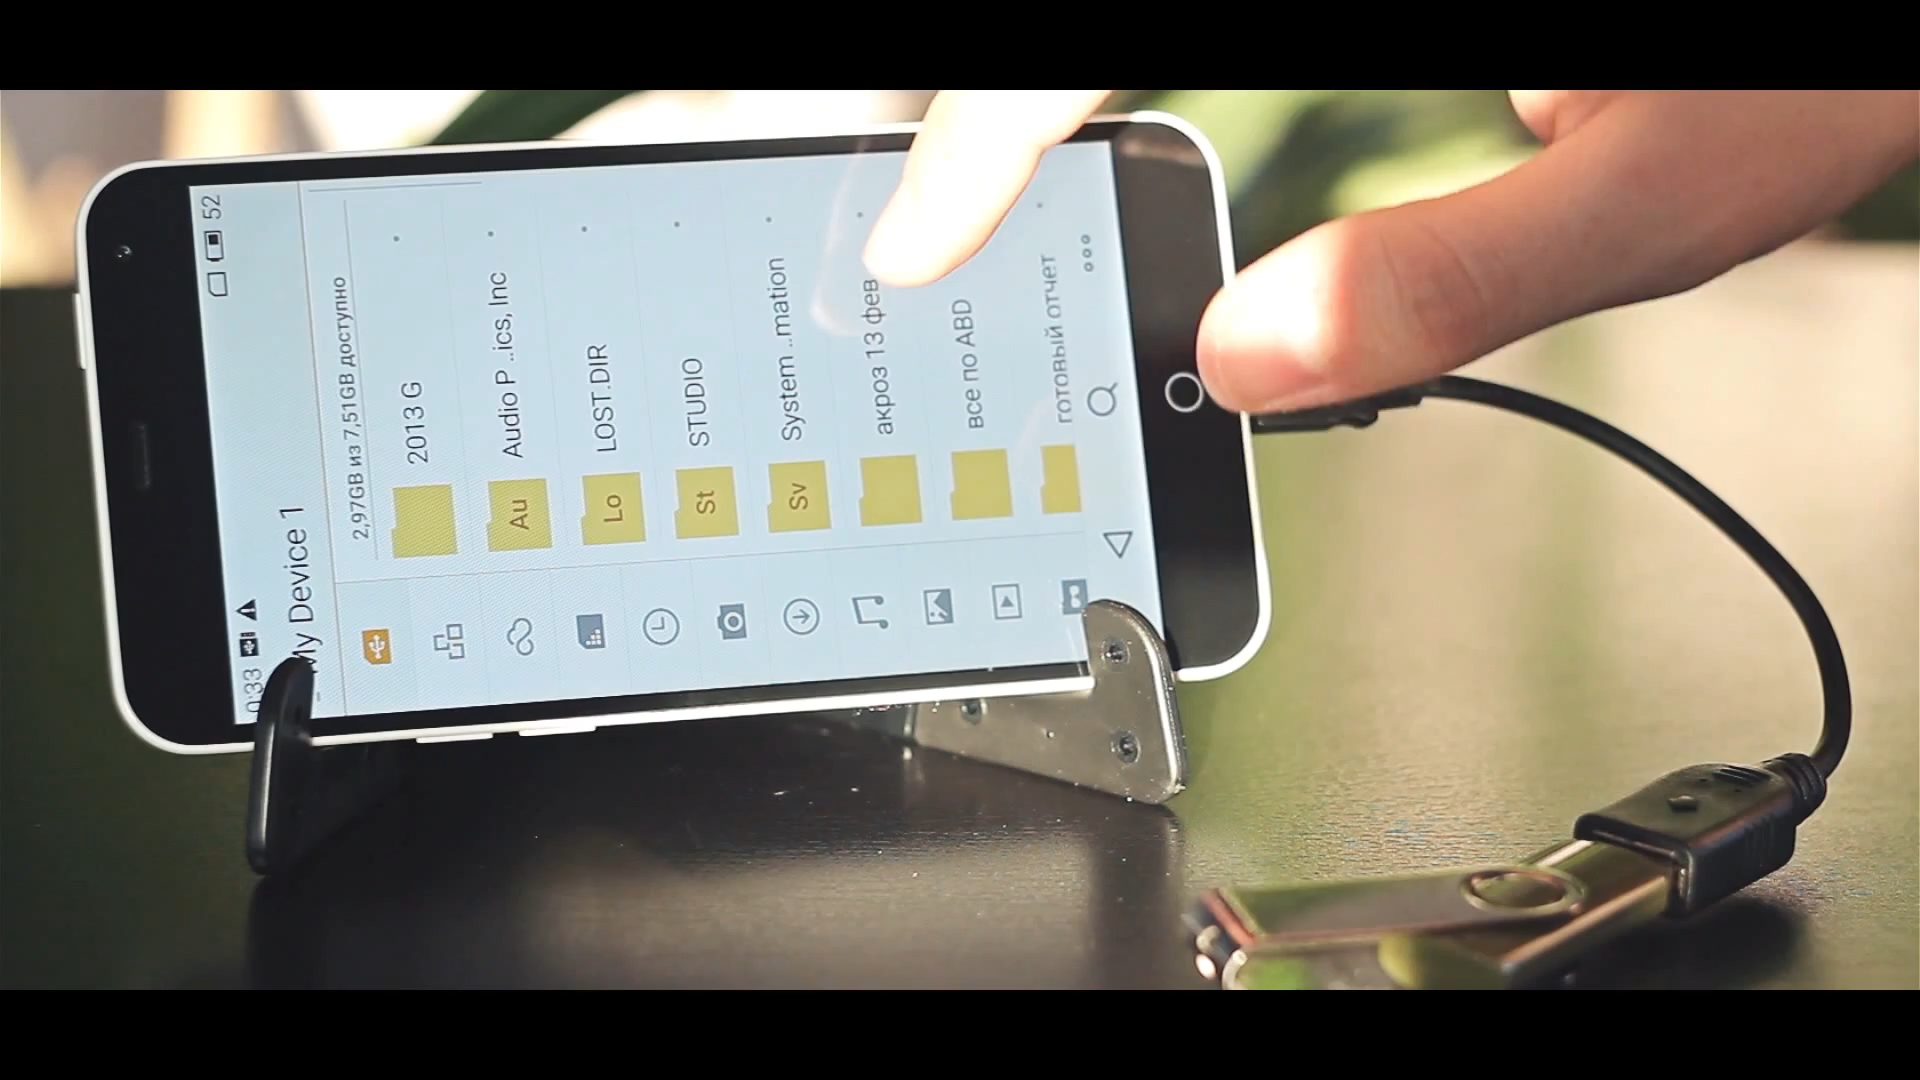 52
My Device 1
2,97GB из 7,51GB доступно
2013 G
Au
Audio P ..ics, Inc
Lo
LOST.DIR
St
STUDIO
Sv
System ..mation
акроз 13 фев
все по ABD
готовый отчет